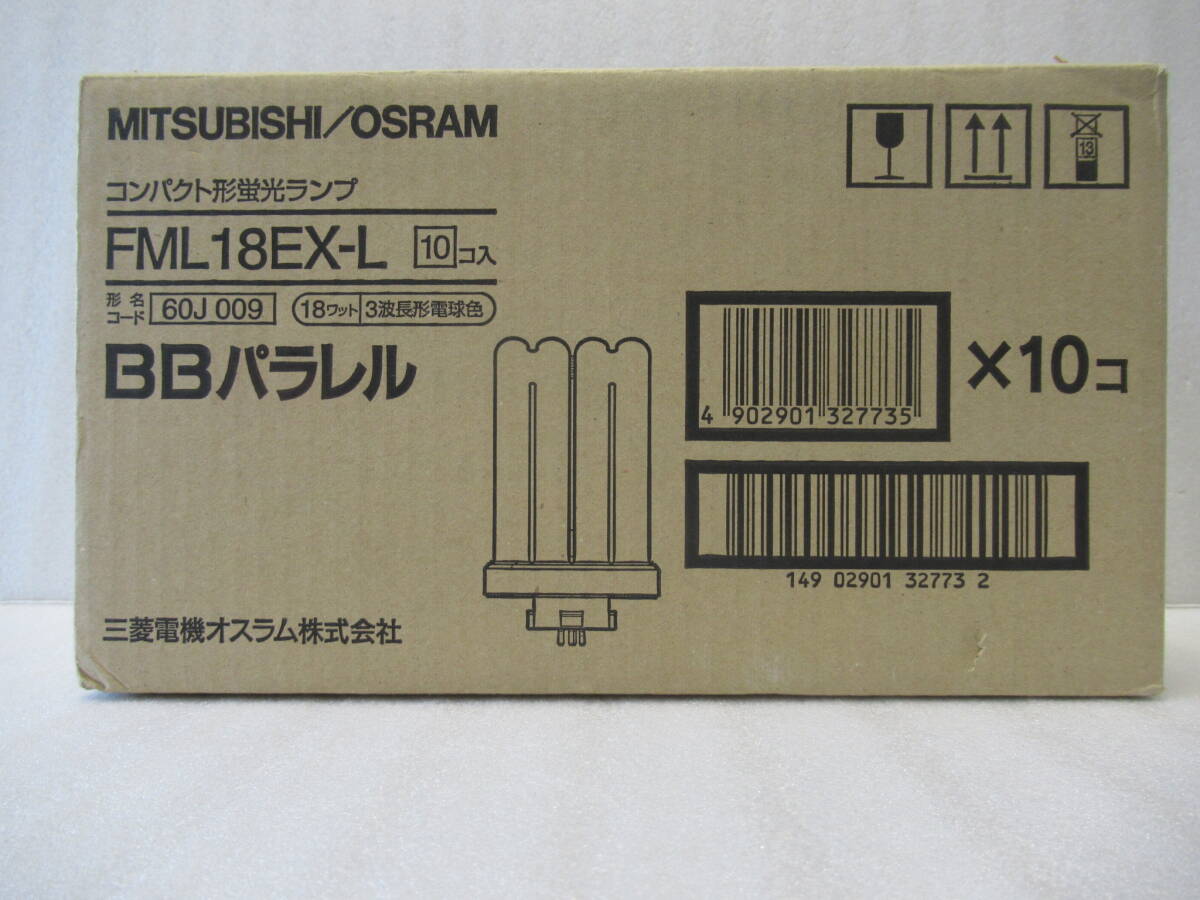 MITSUBISHI/OSRAM
コンパクト形蛍光ランプ
FML18EX-L 10コ入
形名コード 60J 009 18ワット 3波長形電球色
BBパラレル
三菱電機オスラム株式会社
13
4 902901 327735
×10コ
149 02901 32773 2